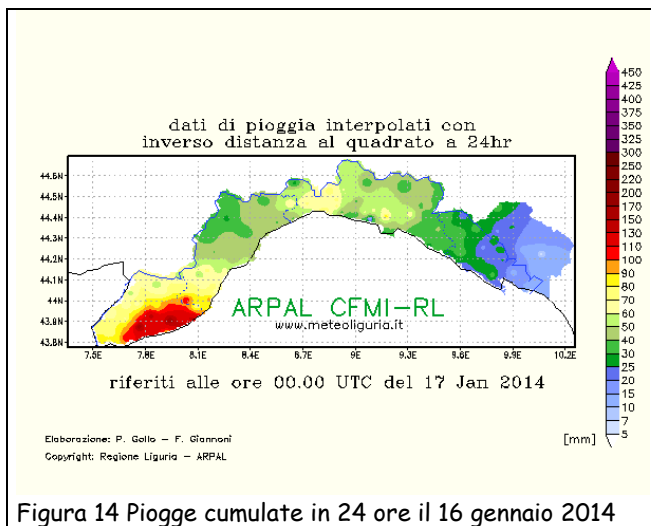 dati di pioggia interpolati con
inverso distanza al quadrato a 24hr
450
425
400
375
350
325
300
250
220
200
170
150
130
110
100
90
80
70
60
50
40
30
25
20
15
10
7
5
[mm]
44.6N
44.5N
44.4N
44.3N
44.2N
44.1N
44N
43.9N
43.8N
ARPAL CFMI-RL
www.meteoliguria.it
7.5E 7.8E 8.1E 8.4E 8.7E 9E 9.3E 9.6E 9.9E 10.2E
riferiti alle ore 00.00 UTC del 17 Jan 2014
Elaborazione: P. Gollo - F. Giannoni
Copyright: Regione Liguria - ARPAL
Figura 14 Piogge cumulate in 24 ore il 16 gennaio 2014